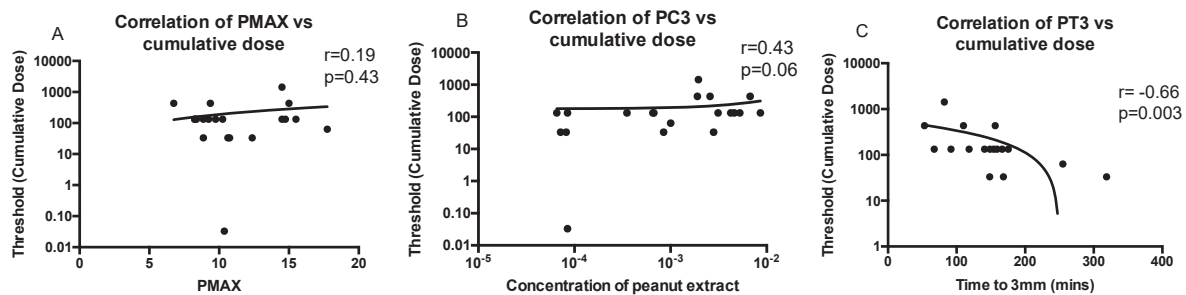 A
Correlation of PMAX vs
cumulative dose
r=0.19
p=0.43
Threshold (Cumulative Dose)
10000
1000
100
10
1
0.10
0.01
0
5
10
15
20
PMAX
B
Correlation of PC3 vs
cumulative dose
r=0.43
p=0.06
Threshold (Cumulative Dose)
10000
1000
100
10
1
0.10
0.01
10-5
10-4
10-3
10-2
Concentration of peanut extract
C
Correlation of PT3 vs
cumulative dose
r= -0.66
p=0.003
Threshold (Cumulative Dose)
10000
1000
100
10
1
0
100
200
300
400
Time to 3mm (mins)